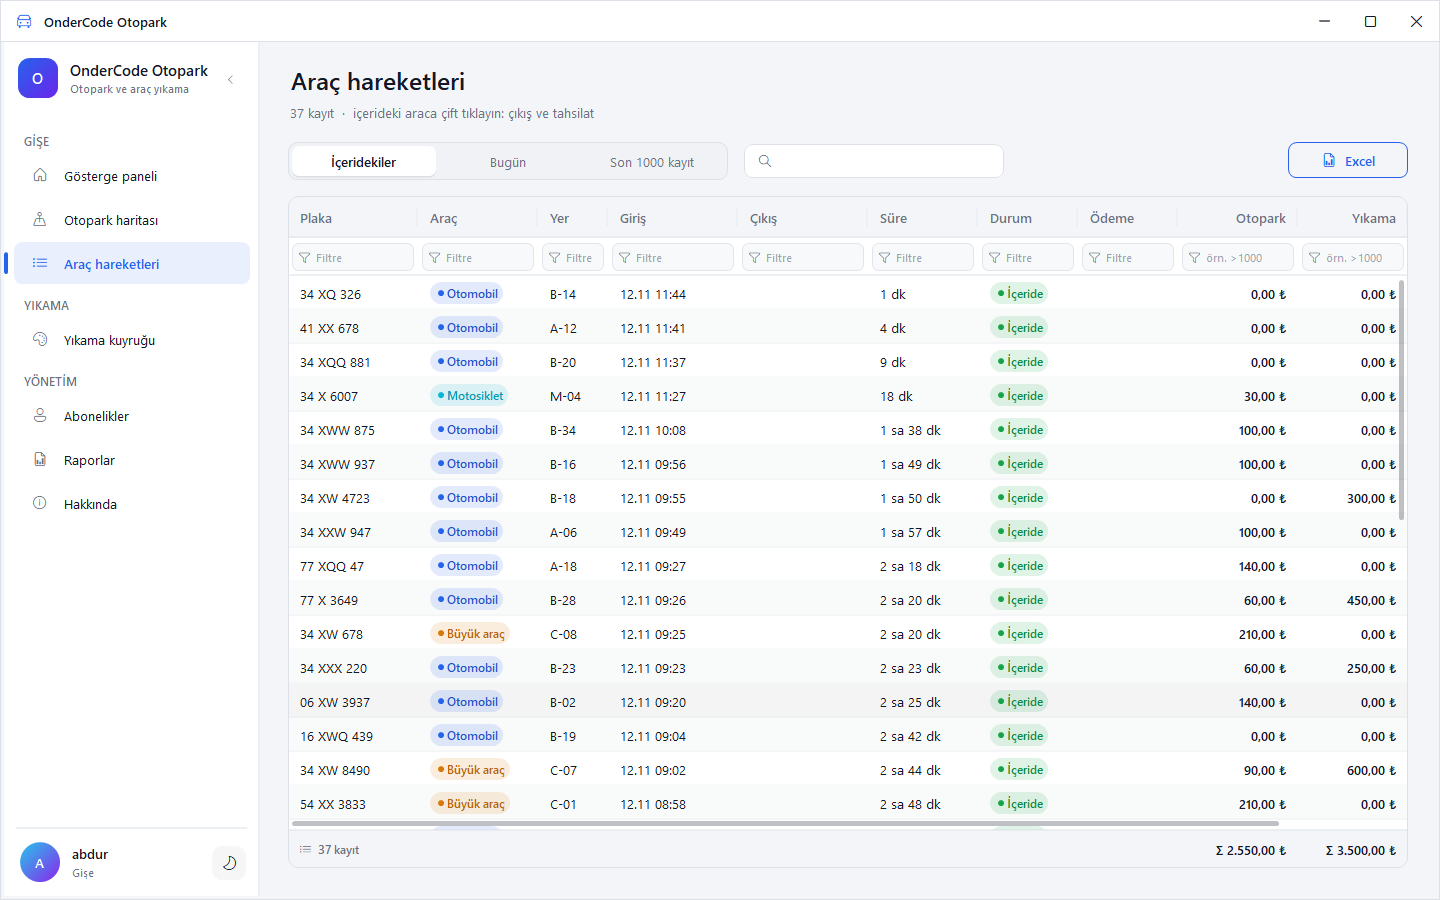 OnderCode Otopark
O
OnderCode Otopark
Otopark ve araç yıkama
GİŞE
Gösterge paneli
Otopark haritası
Araç hareketleri
YIKAMA
Yıkama kuyruğu
YÖNETİM
Abonelikler
Raporlar
Hakkında
A
abdur
Gişe
Araç hareketleri
37 kayıt · içerideki araca çift tıklayın: çıkış ve tahsilat
İçeridekiler Bugün Son 1000 kayıt
Excel
Plaka Araç Yer Giriş Çıkış Süre Durum Ödeme Otopark Yıkama
Filtre Filtre Filtre Filtre Filtre Filtre Filtre Filtre örn. >1000 örn. >1000
34 XQ 326 Otomobil B-14 12.11 11:44 1 dk İçeride 0,00 ₺ 0,00 ₺
41 XX 678 Otomobil A-12 12.11 11:41 4 dk İçeride 0,00 ₺ 0,00 ₺
34 XQQ 881 Otomobil B-20 12.11 11:37 9 dk İçeride 0,00 ₺ 0,00 ₺
34 X 6007 Motosiklet M-04 12.11 11:27 18 dk İçeride 30,00 ₺ 0,00 ₺
34 XWW 875 Otomobil B-34 12.11 10:08 1 sa 38 dk İçeride 100,00 ₺ 0,00 ₺
34 XWW 937 Otomobil B-16 12.11 09:56 1 sa 49 dk İçeride 100,00 ₺ 0,00 ₺
34 XW 4723 Otomobil B-18 12.11 09:55 1 sa 50 dk İçeride 0,00 ₺ 300,00 ₺
34 XXW 947 Otomobil A-06 12.11 09:49 1 sa 57 dk İçeride 100,00 ₺ 0,00 ₺
77 XQQ 47 Otomobil A-18 12.11 09:27 2 sa 18 dk İçeride 140,00 ₺ 0,00 ₺
77 X 3649 Otomobil B-28 12.11 09:26 2 sa 20 dk İçeride 60,00 ₺ 450,00 ₺
34 XW 678 Büyük araç C-08 12.11 09:25 2 sa 20 dk İçeride 210,00 ₺ 0,00 ₺
34 XXX 220 Otomobil B-23 12.11 09:23 2 sa 23 dk İçeride 60,00 ₺ 250,00 ₺
06 XW 3937 Otomobil B-02 12.11 09:20 2 sa 25 dk İçeride 140,00 ₺ 0,00 ₺
16 XWQ 439 Otomobil B-19 12.11 09:04 2 sa 42 dk İçeride 0,00 ₺ 0,00 ₺
34 XW 8490 Büyük araç C-07 12.11 09:02 2 sa 44 dk İçeride 90,00 ₺ 600,00 ₺
54 XX 3833 Büyük araç C-01 12.11 08:58 2 sa 48 dk İçeride 210,00 ₺ 0,00 ₺
37 kayıt Σ 2.550,00 ₺ Σ 3.500,00 ₺